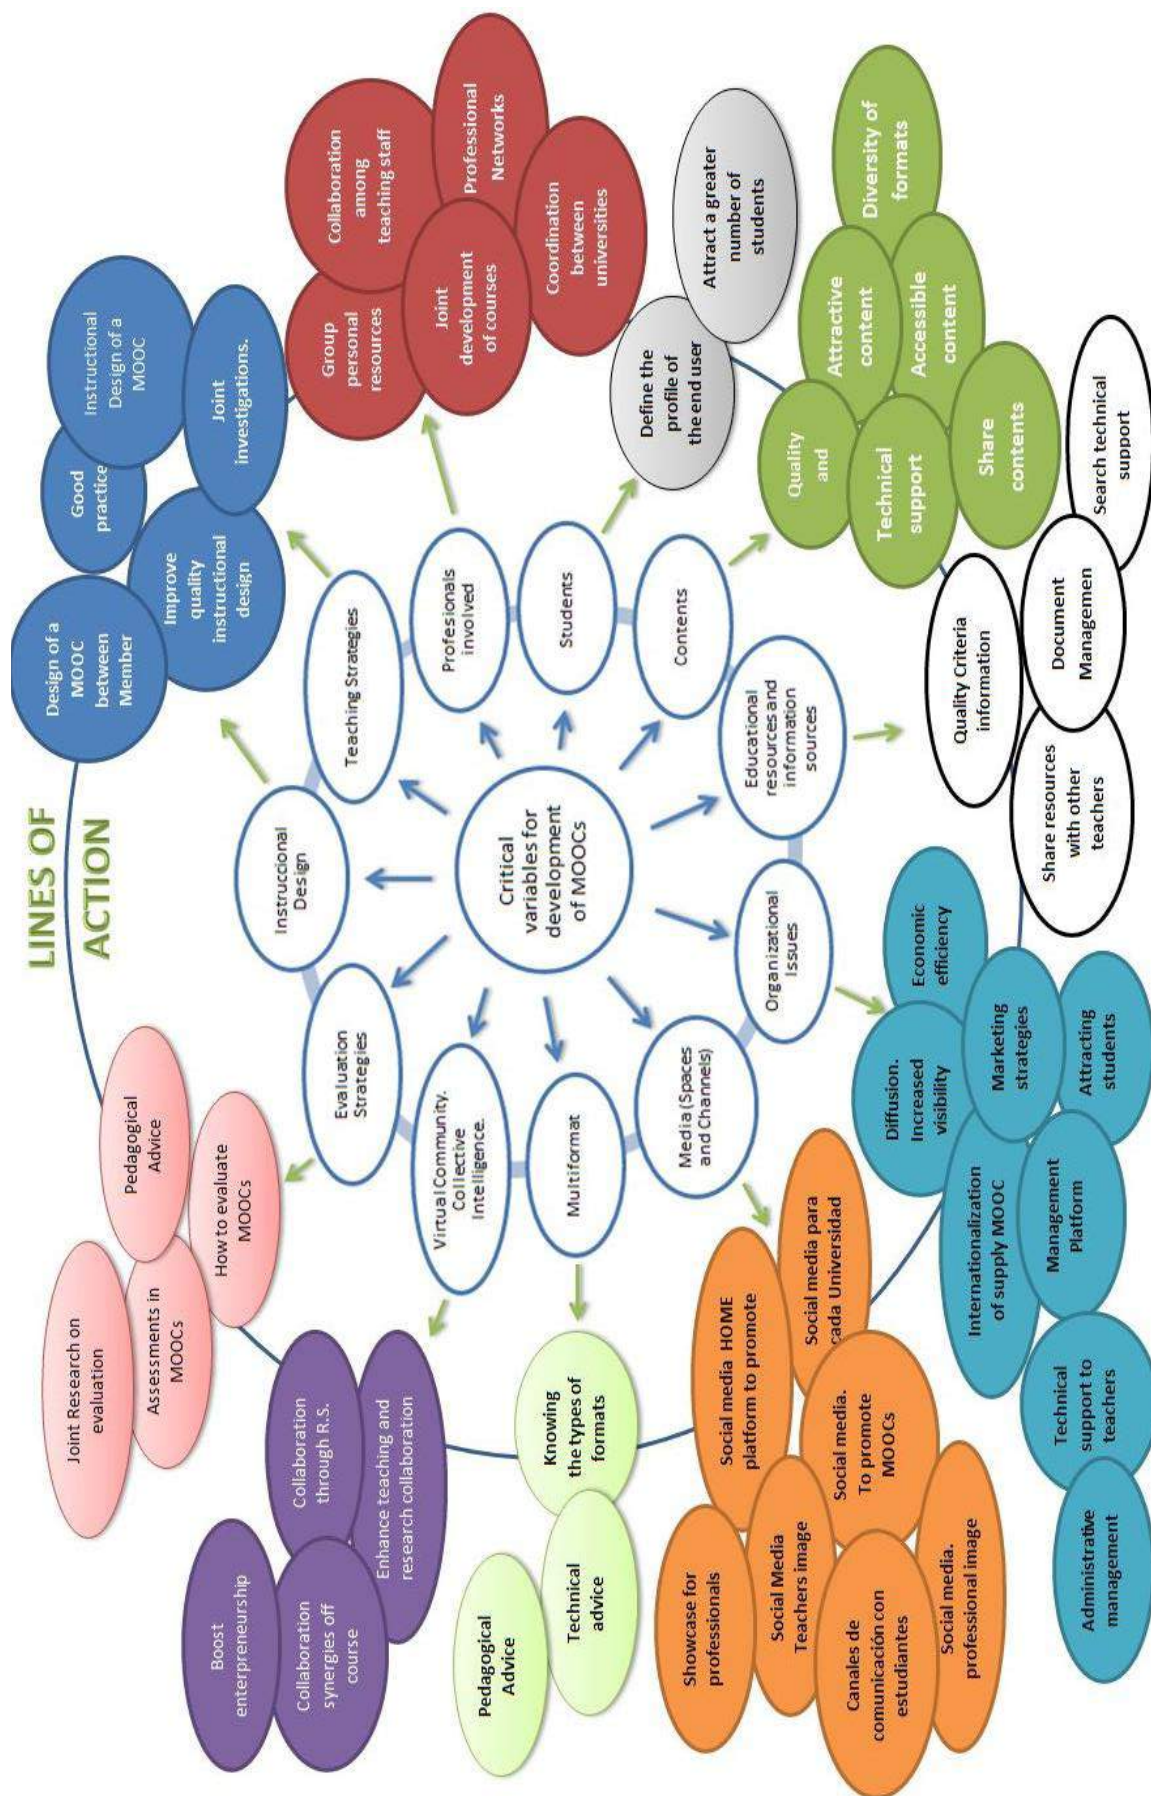 LINES OF
ACTION
Critical
variables for
development
of MOOCs
Instruccional
Design
Teaching Strategies
Profesionals
involved
Students
Contents
Educational
resources and
information
sources
Organizational
Issues
Media (Spaces
and Channels)
Multiformat
Virtual Community.
Collective
Intelligence.
Evaluation
Strategies
Design of a
MOOC
between
Member
Good
practice
Instructional
Design of a
MOOC
Improve
quality
instructional
design
Joint
investigations.
Group
personal
resources
Collaboration
among
teaching staff
Joint
development
of courses
Professional
Networks
Coordination
between
universities
Define the
profile of
the end user
Attract a greater
number of
students
Quality
and
Attractive
content
Diversity of
formats
Technical
support
Accessible
content
Share
contents
Quality Criteria
information
Document
Managemen
Search technical
support
Share resources
with other
teachers
Economic
efficiency
Diffusion.
Increased
visibility
Marketing
strategies
Attracting
students
Internationalization
of supply MOOC
Management
Platform
Technical
support to
teachers
Administrative
management
Social media para
cada Universidad
Social media HOME
platform to promote
Social media.
To promote
MOOCs
Showcase for
professionals
Social Media
Teachers image
Canales de
comunicación con
estudiantes
Social media.
professional image
Knowing
the types of
formats
Technical
advice
Pedagogical
Advice
Collaboration
through R.S.
Enhance teaching and
research collaboration
Boost
enterpreneurship
Collaboration
synergies off
course
Pedagogical
Advice
How to evaluate
MOOCs
Assessments in
MOOCs
Joint Research on
evaluation